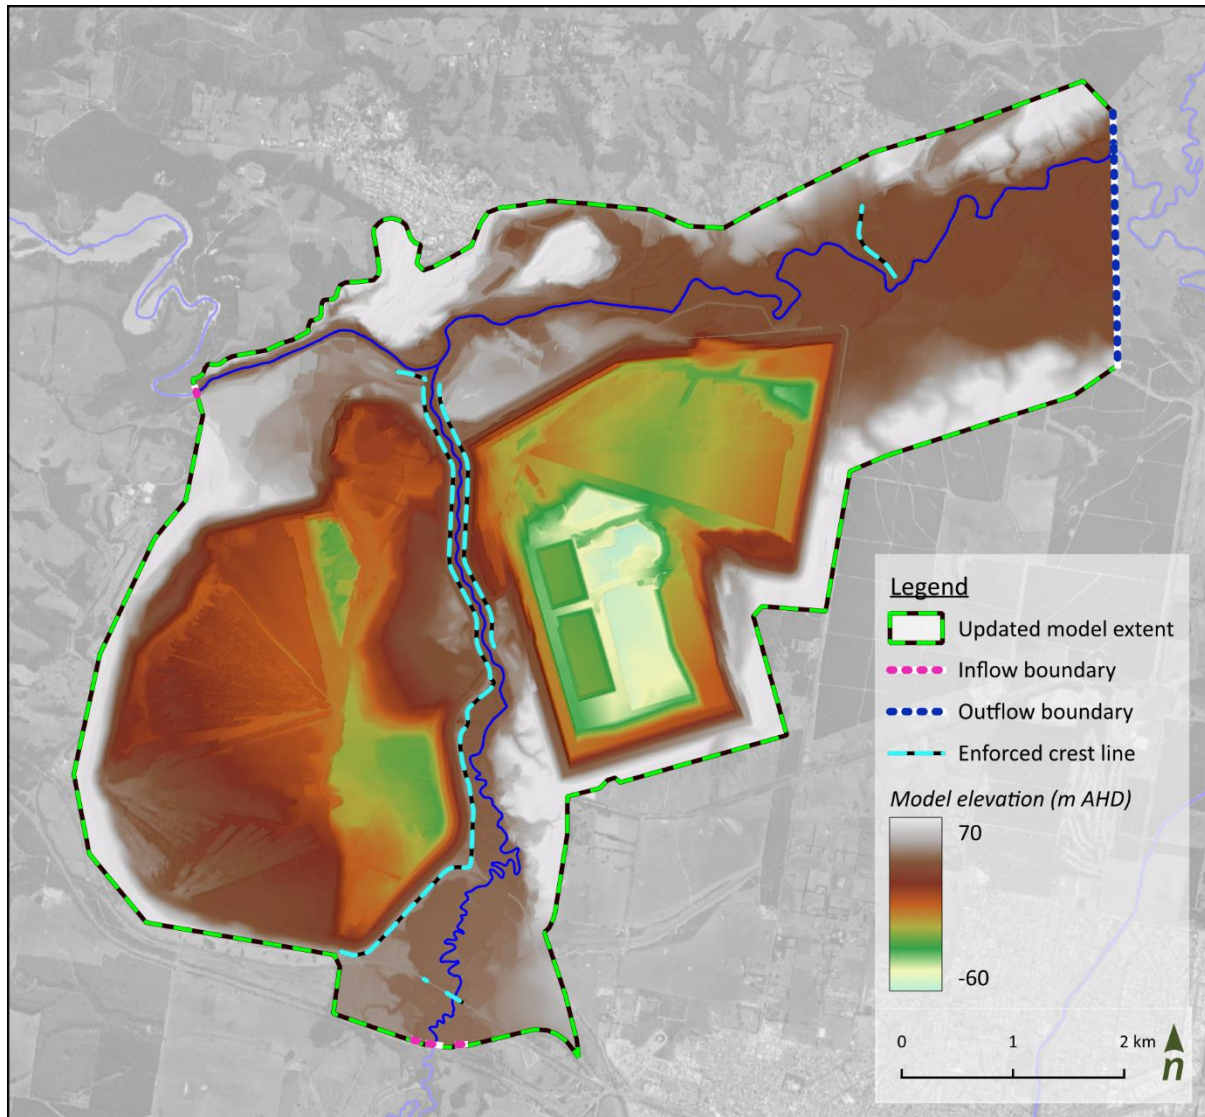 Legend
Updated model extent
Inflow boundary
Outflow boundary
Enforced crest line
Model elevation (m AHD)
70
-60
0 1 2 km
n